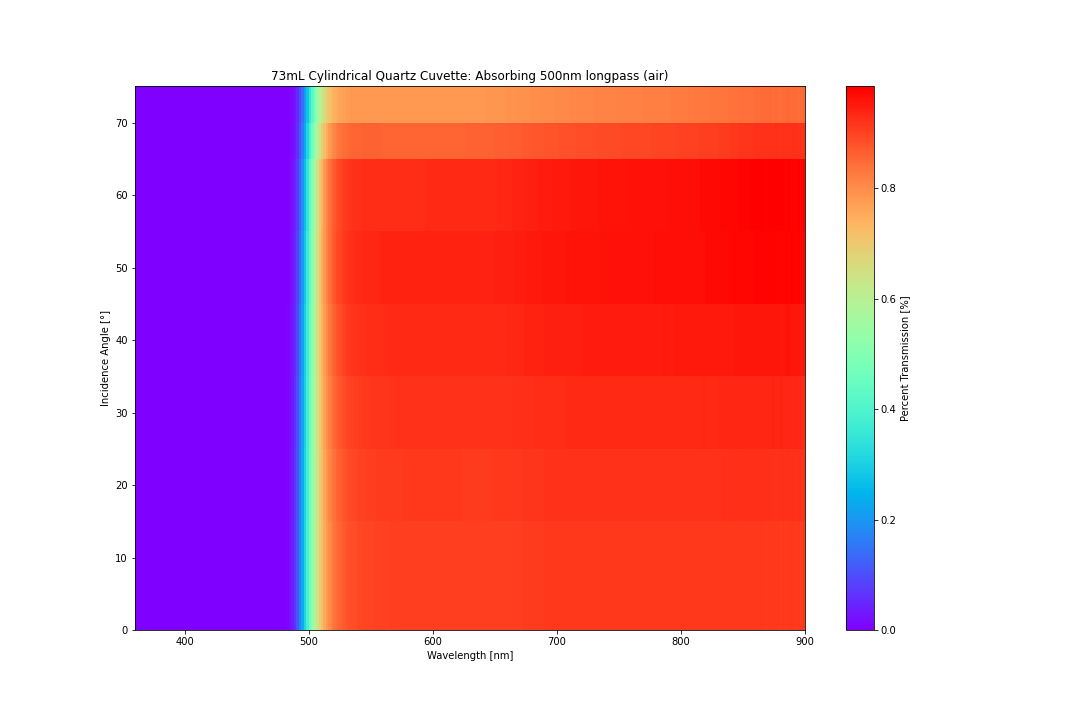 73mL Cylindrical Quartz Cuvette: Absorbing 500nm longpass (air)
70
60
50
40
30
20
10
0
Incidence Angle [°]
400 500 600 700 800 900
Wavelength [nm]
0.8
0.6
0.4
0.2
0.0
Percent Transmission [%]